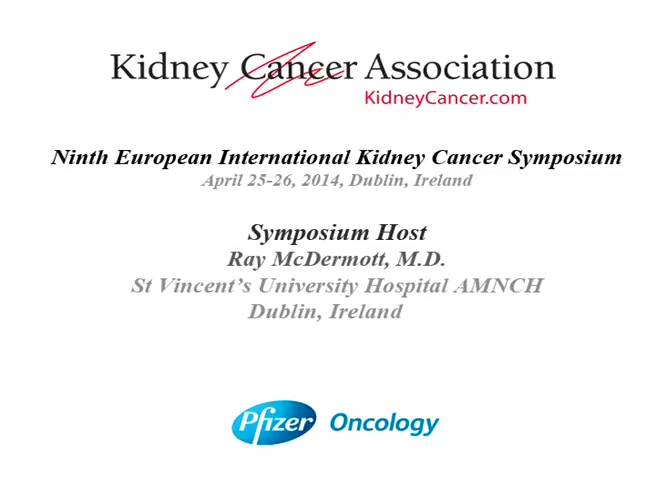 Kidney Cancer Association
KidneyCancer.com
Ninth European International Kidney Cancer Symposium
April 25-26, 2014, Dublin, Ireland
Symposium Host
Ray McDermott, M.D.
St Vincent’s University Hospital AMNCH
Dublin, Ireland
Pfizer Oncology